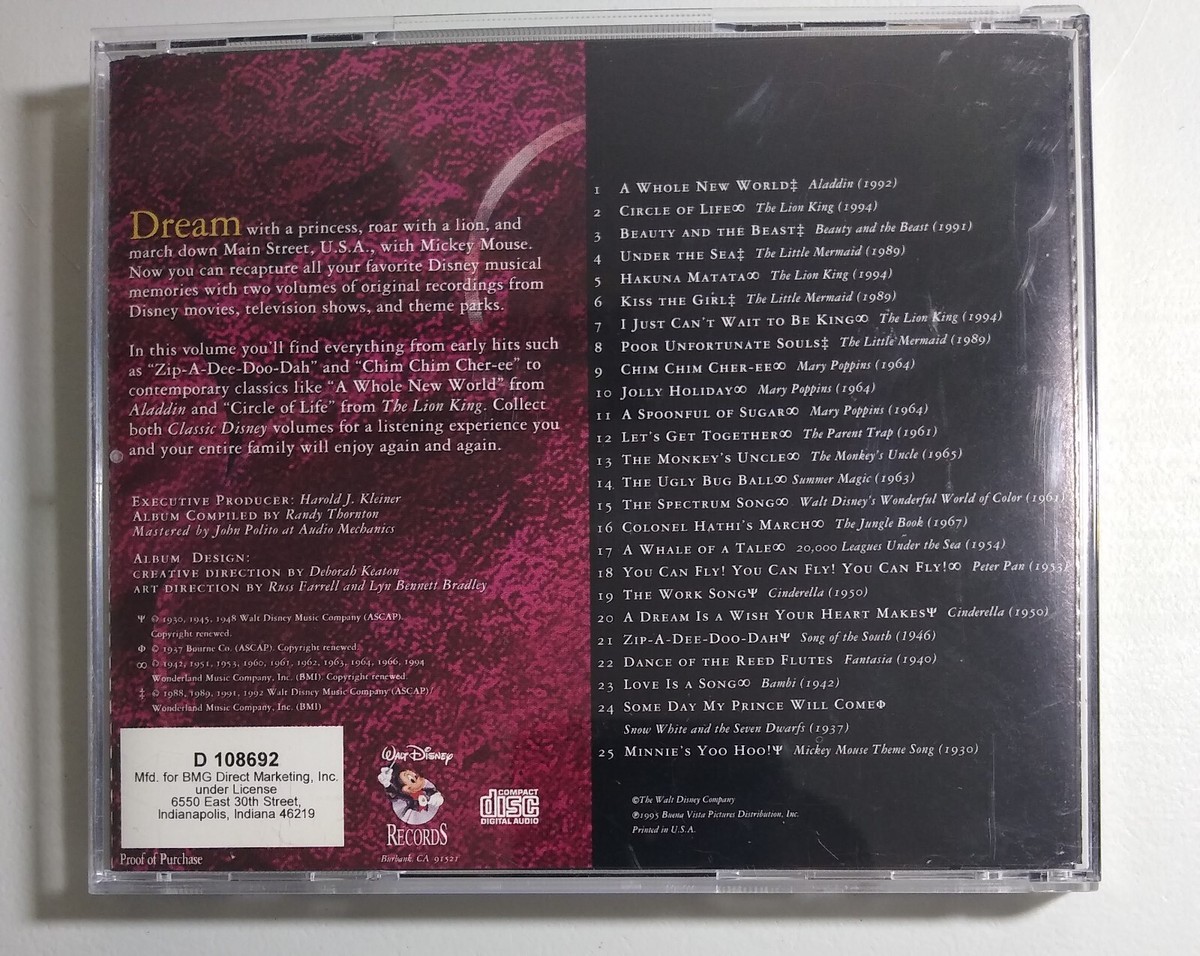 Dream with a princess, roar with a lion, and
march down Main Street, U.S.A., with Mickey Mouse.
Now you can recapture all your favorite Disney musical
memories with two volumes of original recordings from
Disney movies, television shows, and theme parks.
In this volume you'll find everything from early hits such
as "Zip-A-Dee-Doo-Dah" and "Chim Chim Cher-ee" to
contemporary classics like "A Whole New World" from
Aladdin and "Circle of Life" from The Lion King. Collect
both Classic Disney volumes for a listening experience you
and your entire family will enjoy again and again.
Executive Producer: Harold J. Kleiner
Album Compiled by Randy Thornton
Mastered by John Polito at Audio Mechanics
Album Design:
creative direction by Deborah Keaton
art direction by Russ Farrell and Lyn Bennett Bradley
Ψ © 1930, 1945, 1948 Walt Disney Music Company (ASCAP).
Copyright renewed.
Φ © 1937 Bourne Co. (ASCAP). Copyright renewed.
∞ © 1942, 1951, 1953, 1960, 1961, 1962, 1963, 1964, 1966, 1994
Wonderland Music Company, Inc. (BMI). Copyright renewed.
‡ © 1988, 1989, 1991, 1992 Walt Disney Music Company (ASCAP)/
Wonderland Music Company, Inc. (BMI)
D 108692
Mfd. for BMG Direct Marketing, Inc.
under License
6550 East 30th Street,
Indianapolis, Indiana 46219
Proof of Purchase
Walt Disney
RECORDS
Burbank, CA 91521
COMPACT
disc
DIGITAL AUDIO
1 A Whole New World‡ Aladdin (1992)
2 Circle of Life∞ The Lion King (1994)
3 Beauty and the Beast‡ Beauty and the Beast (1991)
4 Under the Sea‡ The Little Mermaid (1989)
5 Hakuna Matata∞ The Lion King (1994)
6 Kiss the Girl‡ The Little Mermaid (1989)
7 I Just Can't Wait to Be King∞ The Lion King (1994)
8 Poor Unfortunate Souls‡ The Little Mermaid (1989)
9 Chim Chim Cher-ee∞ Mary Poppins (1964)
10 Jolly Holiday∞ Mary Poppins (1964)
11 A Spoonful of Sugar∞ Mary Poppins (1964)
12 Let's Get Together∞ The Parent Trap (1961)
13 The Monkey's Uncle∞ The Monkey's Uncle (1965)
14 The Ugly Bug Ball∞ Summer Magic (1963)
15 The Spectrum Song∞ Walt Disney's Wonderful World of Color (1961)
16 Colonel Hathi's March∞ The Jungle Book (1967)
17 A Whale of a Tale∞ 20,000 Leagues Under the Sea (1954)
18 You Can Fly! You Can Fly! You Can Fly!∞ Peter Pan (1953)
19 The Work SongΨ Cinderella (1950)
20 A Dream Is a Wish Your Heart MakesΨ Cinderella (1950)
21 Zip-A-Dee-Doo-DahΨ Song of the South (1946)
22 Dance of the Reed Flutes Fantasia (1940)
23 Love Is a Song∞ Bambi (1942)
24 Some Day My Prince Will ComeΦ
Snow White and the Seven Dwarfs (1937)
25 Minnie's Yoo Hoo!Ψ Mickey Mouse Theme Song (1930)
©The Walt Disney Company
℗1995 Buena Vista Pictures Distribution, Inc.
Printed in U.S.A.